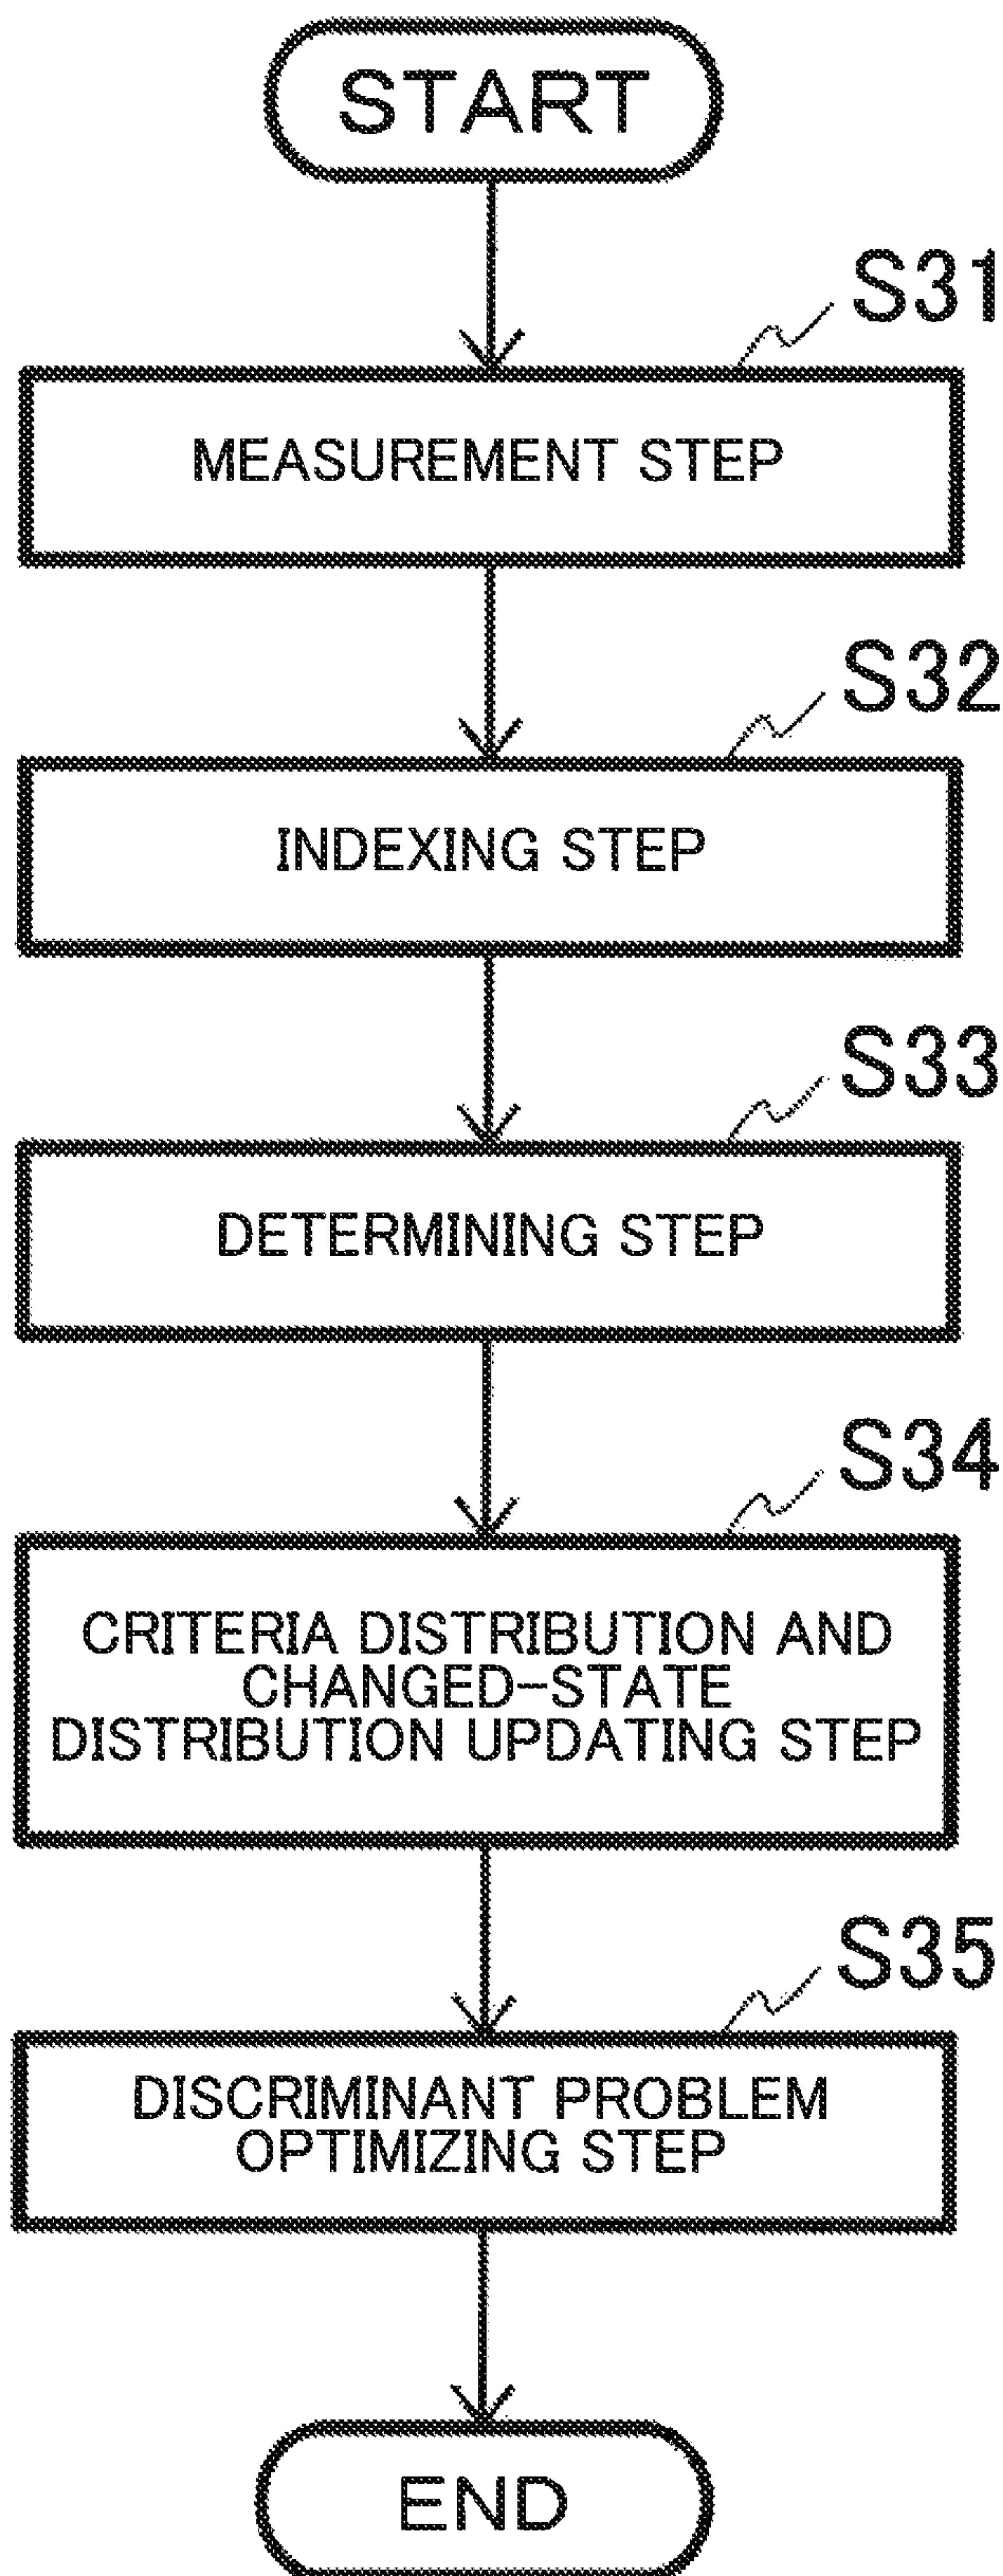 START
S31
MEASUREMENT STEP
S32
INDEXING STEP
S33
DETERMINING STEP
S34
CRITERIA DISTRIBUTION AND
CHANGED-STATE
DISTRIBUTION UPDATING STEP
S35
DISCRIMINANT PROBLEM
OPTIMIZING STEP
END